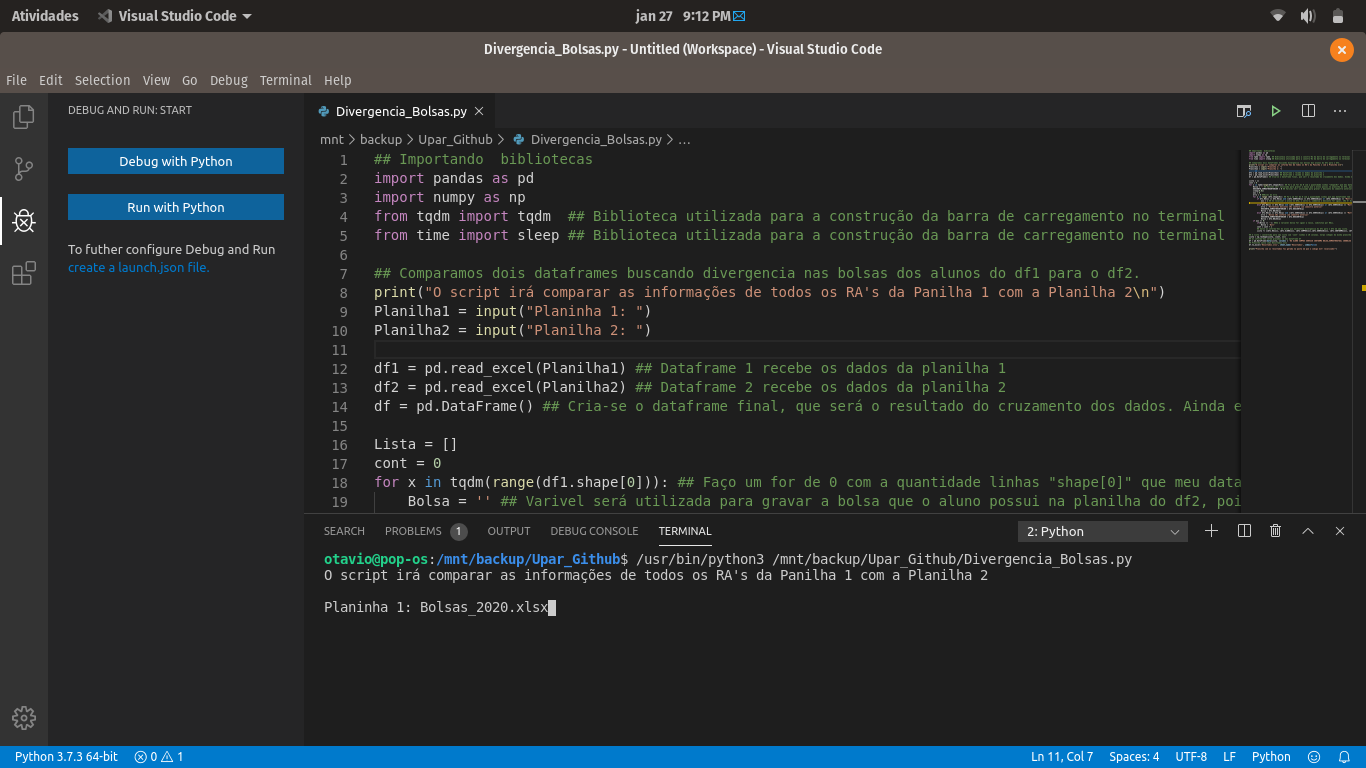 Atividades
Visual Studio Code
jan 27 9:12 PM
Divergencia_Bolsas.py - Untitled (Workspace) - Visual Studio Code
File Edit Selection View Go Debug Terminal Help
DEBUG AND RUN: START
Debug with Python
Run with Python
To futher configure Debug and Run
create a launch.json file.
Divergencia_Bolsas.py
mnt > backup > Upar_Github > Divergencia_Bolsas.py > ...
1 ## Importando  bibliotecas
2 import pandas as pd
3 import numpy as np
4 from tqdm import tqdm  ## Biblioteca utilizada para a construção da barra de carregamento no terminal
5 from time import sleep ## Biblioteca utilizada para a construção da barra de carregamento no terminal
6
7 ## Comparamos dois dataframes buscando divergencia nas bolsas dos alunos do df1 para o df2.
8 print("O script irá comparar as informações de todos os RA's da Panilha 1 com a Planilha 2\n")
9 Planilha1 = input("Planinha 1: ")
10 Planilha2 = input("Planilha 2: ")
11
12 df1 = pd.read_excel(Planilha1) ## Dataframe 1 recebe os dados da planilha 1
13 df2 = pd.read_excel(Planilha2) ## Dataframe 2 recebe os dados da planilha 2
14 df = pd.DataFrame() ## Cria-se o dataframe final, que será o resultado do cruzamento dos dados. Ainda e
15
16 Lista = []
17 cont = 0
18 for x in tqdm(range(df1.shape[0])): ## Faço um for de 0 com a quantidade linhas "shape[0]" que meu data
19     Bolsa = '' ## Varivel será utilizada para gravar a bolsa que o aluno possui na planilha do df2, poi
SEARCH PROBLEMS 1 OUTPUT DEBUG CONSOLE TERMINAL
2: Python
otavio@pop-os:/mnt/backup/Upar_Github$ /usr/bin/python3 /mnt/backup/Upar_Github/Divergencia_Bolsas.py
O script irá comparar as informações de todos os RA's da Panilha 1 com a Planilha 2
Planinha 1: Bolsas_2020.xlsx
Python 3.7.3 64-bit 0 1
Ln 11, Col 7 Spaces: 4 UTF-8 LF Python